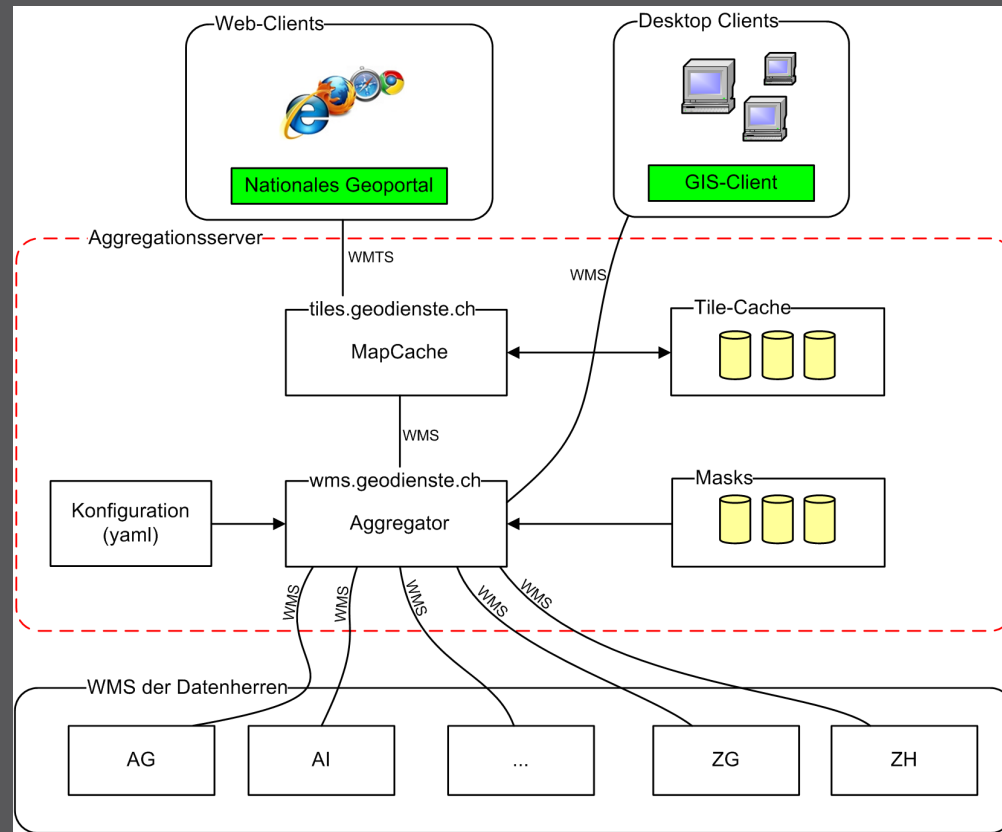 Web-Clients
Desktop Clients
Nationales Geoportal
GIS-Client
Aggregationsserver
WMTS
WMS
tiles.geodienste.ch
MapCache
Tile-Cache
WMS
wms.geodienste.ch
Aggregator
Masks
Konfiguration
(yaml)
WMS
WMS
WMS
WMS
WMS
WMS der Datenherren
AG
AI
...
ZG
ZH